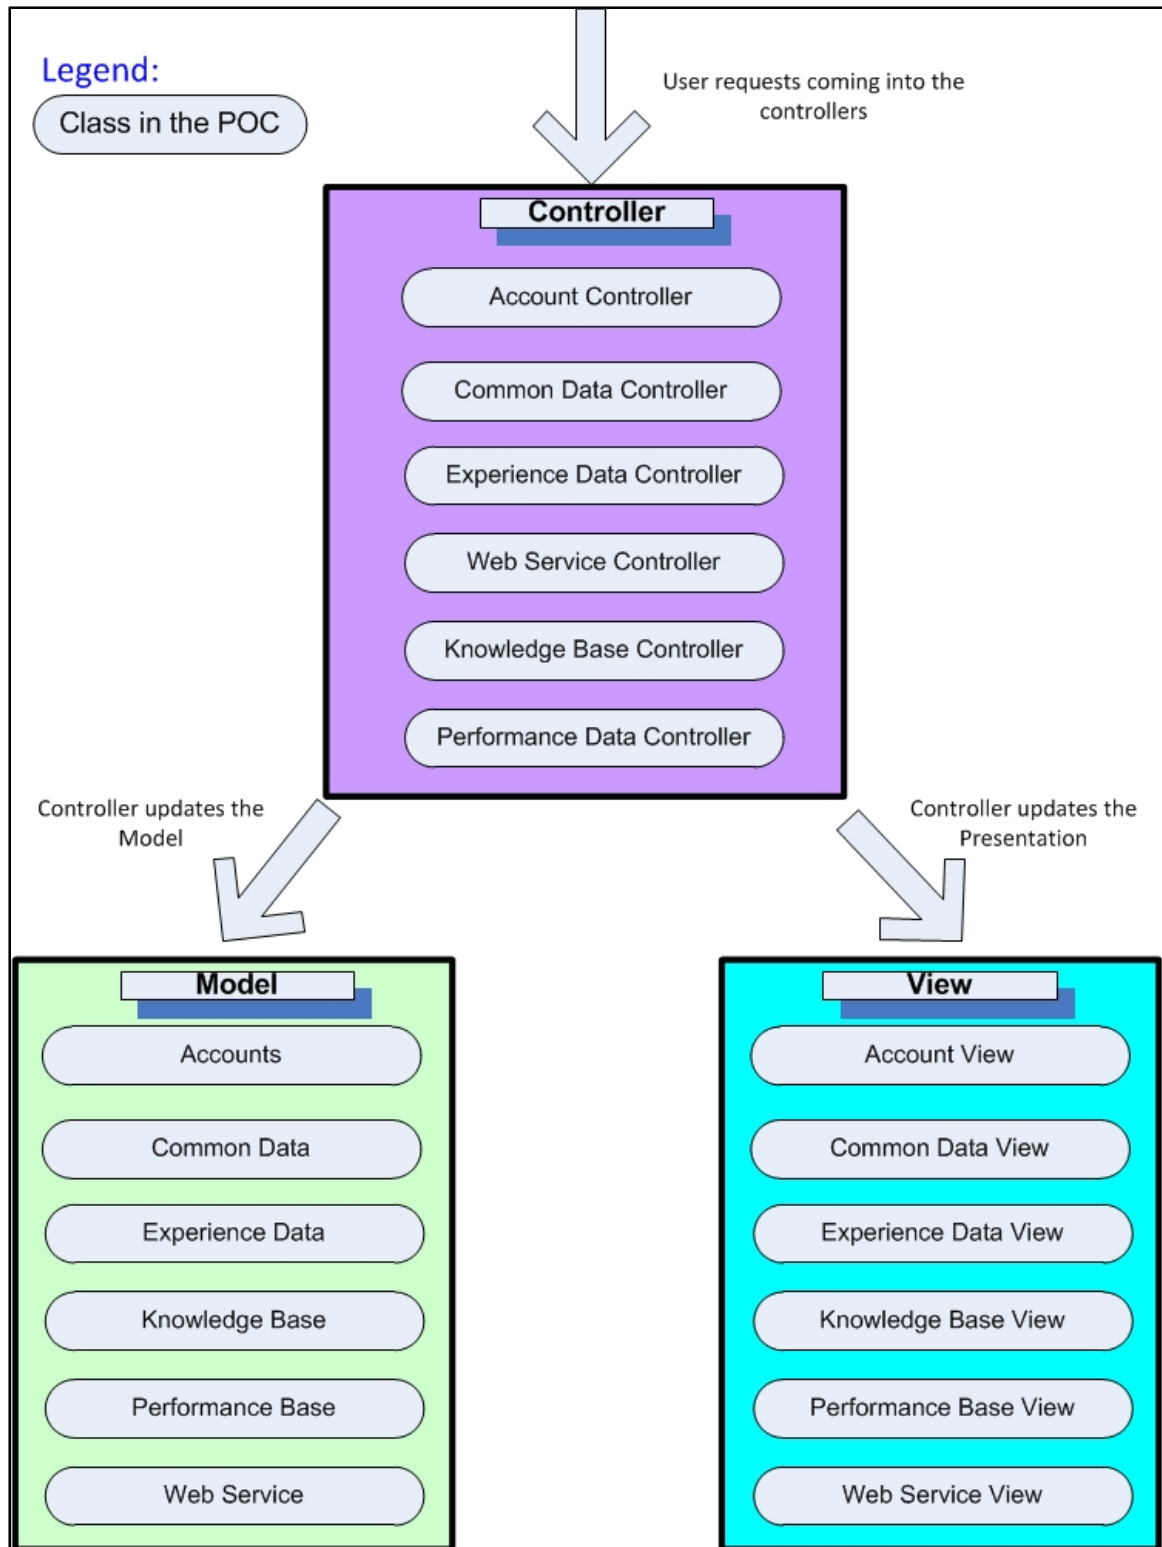 Legend:
Class in the POC
User requests coming into the
controllers
Controller
Account Controller
Common Data Controller
Experience Data Controller
Web Service Controller
Knowledge Base Controller
Performance Data Controller
Controller updates the
Model
Controller updates the
Presentation
Model
Accounts
Common Data
Experience Data
Knowledge Base
Performance Base
Web Service
View
Account View
Common Data View
Experience Data View
Knowledge Base View
Performance Base View
Web Service View